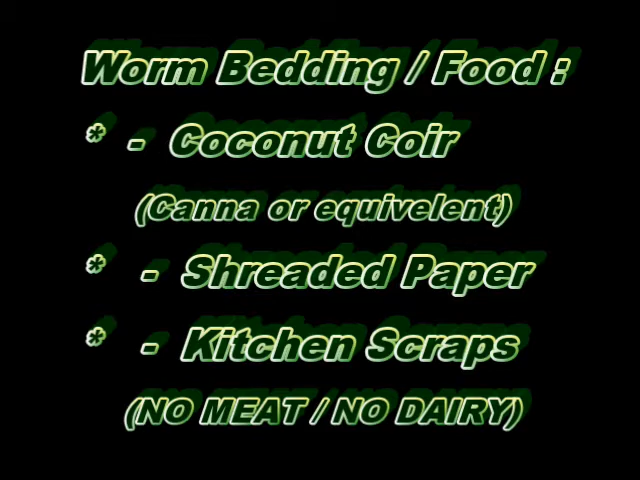 Worm Bedding / Food :
* - Coconut Coir
(Canna or equivelent)
* - Shreaded Paper
* - Kitchen Scraps
(NO MEAT / NO DAIRY)